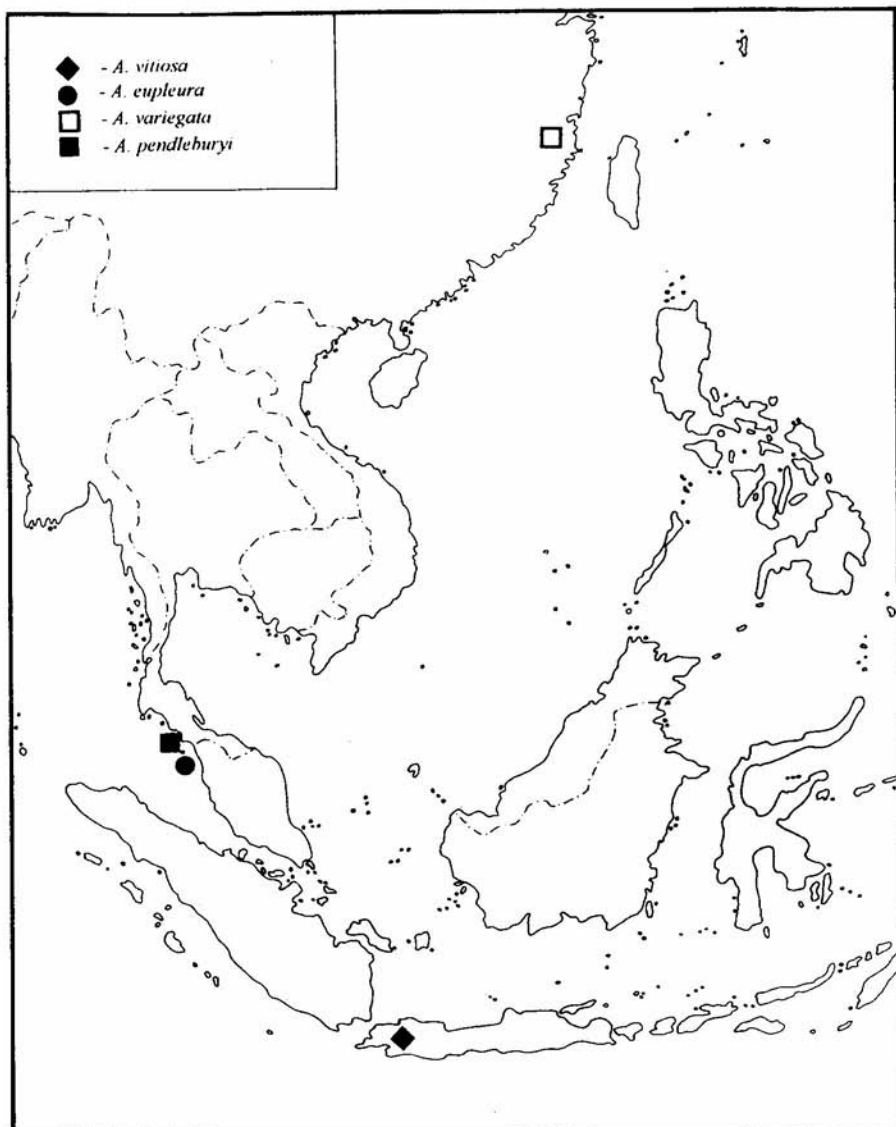 - A. vitiosa
- A. eupleura
- A. variegata
- A. pendleburyi